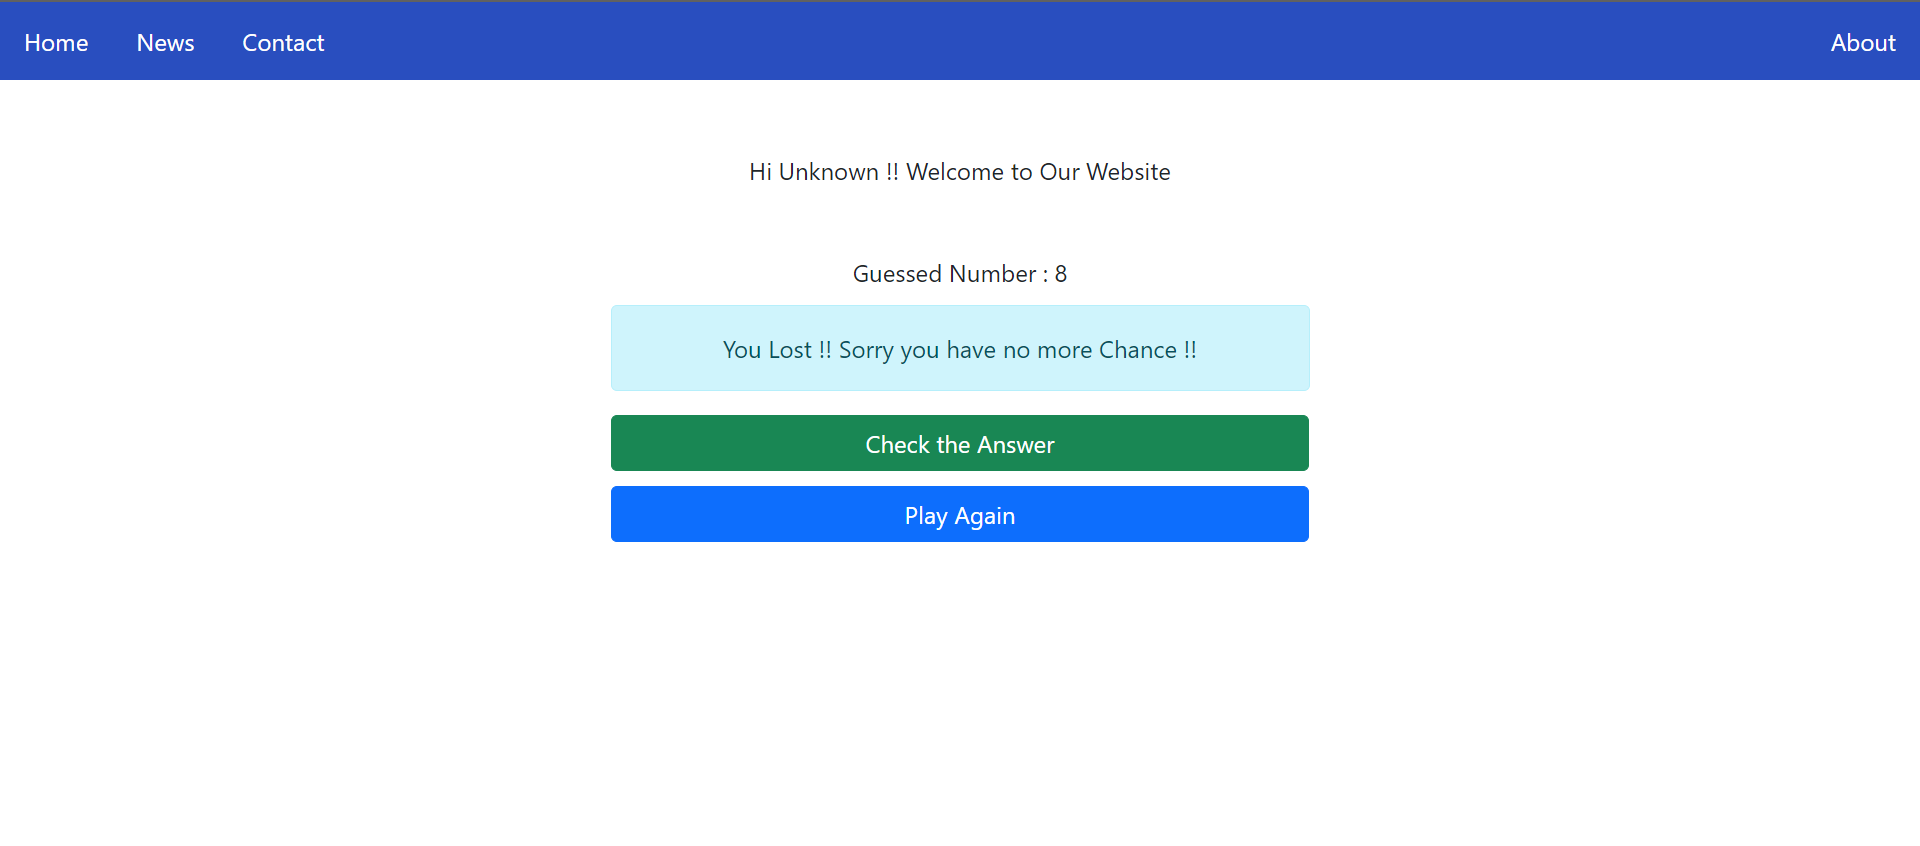 Home News Contact About
Hi Unknown !! Welcome to Our Website
Guessed Number : 8
You Lost !! Sorry you have no more Chance !!
Check the Answer
Play Again